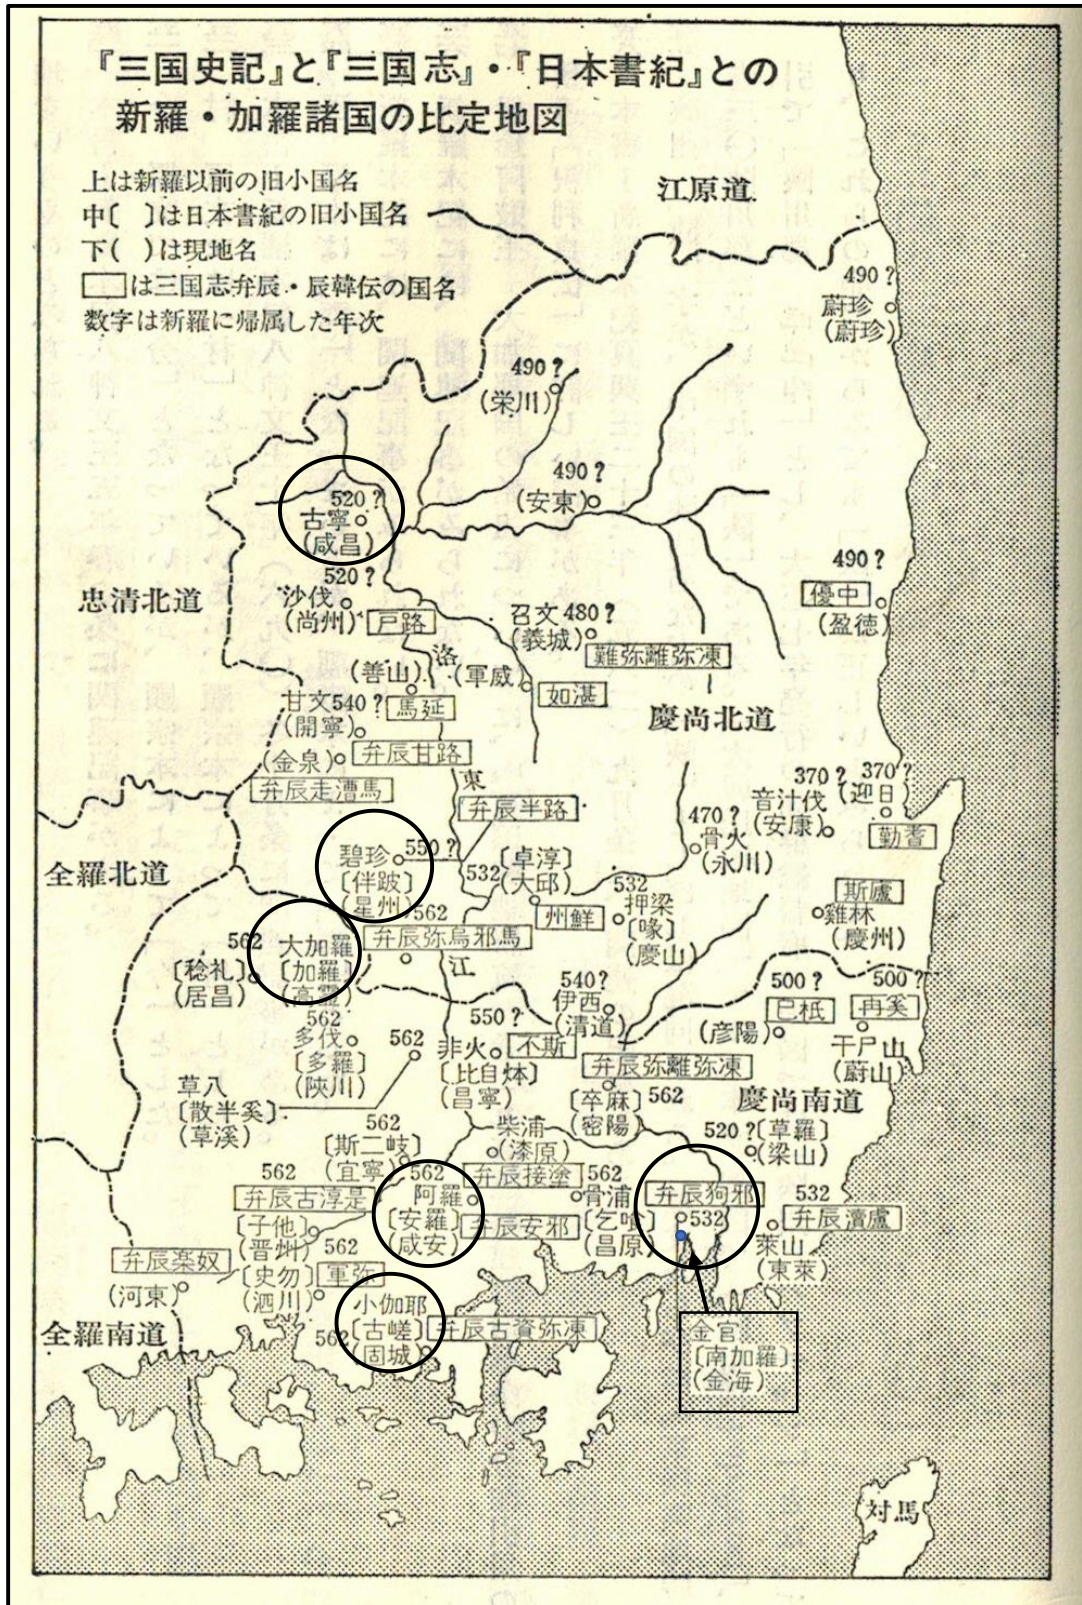 『三国史記』と『三国志』・『日本書紀』との
新羅・加羅諸国の比定地図
上は新羅以前の旧小国名
中〔 〕は日本書紀の旧小国名
下( )は現地名
□は三国志弁辰・辰韓伝の国名
数字は新羅に帰属した年次
江原道
490?
蔚珍
(蔚珍)
490?
(栄川)
490?
(安東)
520?
古寧
(咸昌)
520?
沙伐
(尚州)
戸路
忠清北道
召文480?
(義城)
難弥離弥凍
490?
優中
(盈徳)
洛
(善山)
(軍威)
如湛
馬延
甘文540?
(開寧)
弁辰甘路
(金泉)
弁辰走漕馬
慶尚北道
東
弁辰半路
370?
音汁伐
(安康)
370?
(迎日)
勤耆
470?
骨火
(永川)
全羅北道
碧珍
550?
〔伴跛〕
(星州)
532
〔卓淳〕
(大邱)
州鮮
532
押梁
〔喙〕
(慶山)
斯廬
雞林
(慶州)
562
弁辰弥烏邪馬
江
562
〔稔礼〕
(居昌)
大加羅
〔加羅〕
(高霊)
540?
伊西
(清道)
500?
已柢
(彦陽)
500?
冉奚
干尸山
(蔚山)
562
多伐
〔多羅〕
(陜川)
562
550?
非火
不斯
〔比自㶱〕
(昌寧)
弁辰弥離弥凍
〔卒麻〕562
(密陽)
慶尚南道
草八
〔散半奚〕
(草溪)
520?
〔草羅〕
(梁山)
562
〔斯二岐〕
(宜寧)
柴浦
(漆原)
弁辰接塗
562
弁辰古淳是
〔子他〕
(晋州)
562
阿羅
〔安羅〕
(咸安)
弁辰安邪
562
骨浦
〔乞喰〕
(昌原)
弁辰狗邪
532
532
弁辰瀆盧
萊山
(東萊)
弁辰楽奴
(河東)
562
〔史勿〕
(泗川)
軍弥
全羅南道
562
小伽耶
〔古嵯〕
(固城)
弁辰古資弥凍
金官
〔南加羅〕
(金海)
対馬